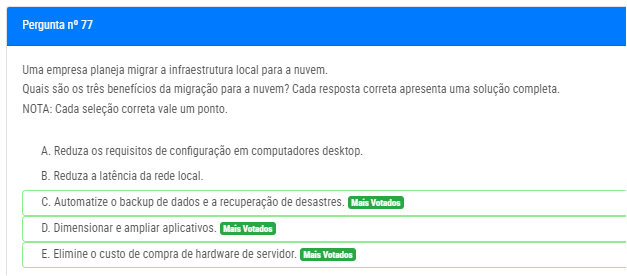 Pergunta nº 77
Uma empresa planeja migrar a infraestrutura local para a nuvem.
Quais são os três benefícios da migração para a nuvem? Cada resposta correta apresenta uma solução completa.
NOTA: Cada seleção correta vale um ponto.
A. Reduza os requisitos de configuração em computadores desktop.
B. Reduza a latência da rede local.
C. Automatize o backup de dados e a recuperação de desastres. Mais Votados
D. Dimensionar e ampliar aplicativos. Mais Votados
E. Elimine o custo de compra de hardware de servidor. Mais Votados